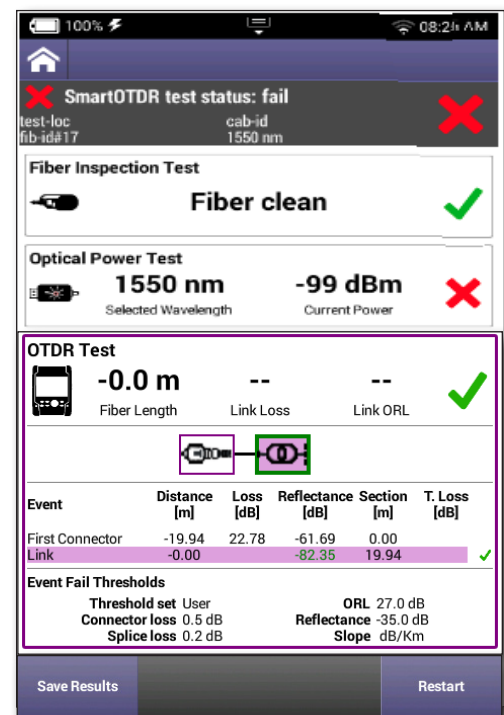 100%
SmartOTDR test status: fail
test-loc cab-id
fib-id#17 1550 nm
Fiber Inspection Test
Fiber clean
Optical Power Test
1550 nm -99 dBm
Selected Wavelength Current Power
OTDR Test
-0.0 m -- --
Fiber Length Link Loss Link ORL
Event Distance [m] Loss [dB] Reflectance [dB] Section [m] T. Loss [dB]
First Connector -19.94 22.78 -61.69 0.00
Link -0.00 -82.35 19.94
Event Fail Thresholds
Threshold set User ORL 27.0 dB
Connector loss 0.5 dB Reflectance -35.0 dB
Splice loss 0.2 dB Slope dB/Km
Save Results Restart